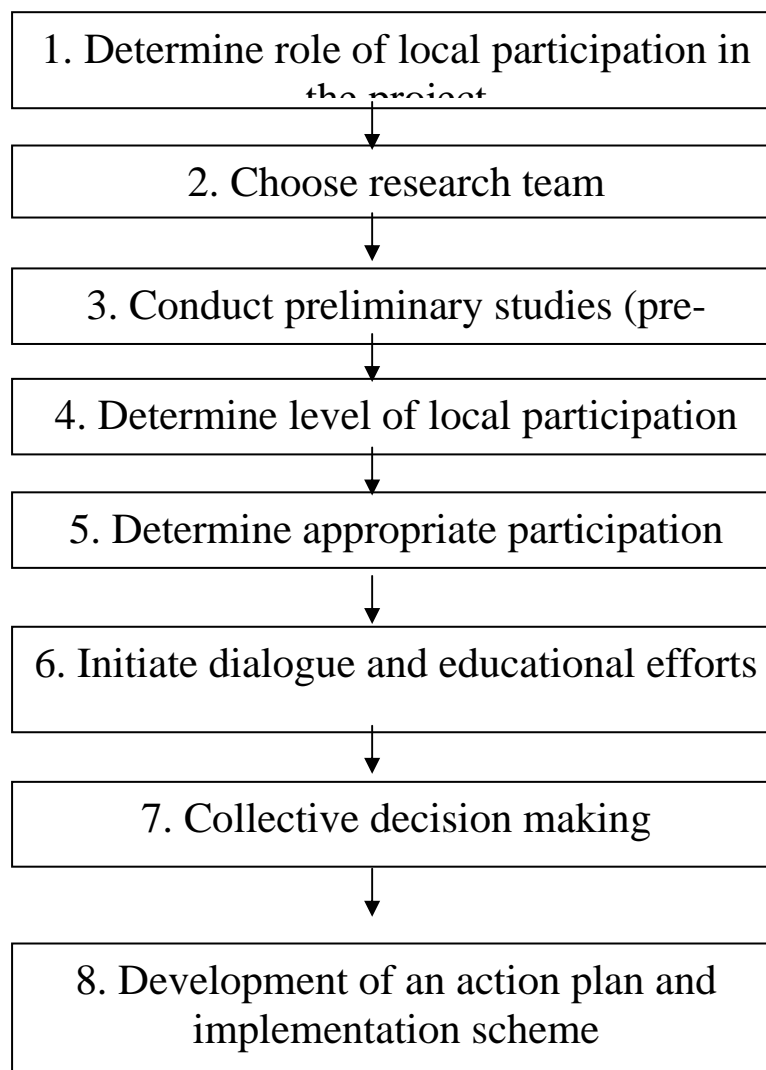 1. Determine role of local participation in
the project
2. Choose research team
3. Conduct preliminary studies (pre-
4. Determine level of local participation
5. Determine appropriate participation
6. Initiate dialogue and educational efforts
7. Collective decision making
8. Development of an action plan and
implementation scheme